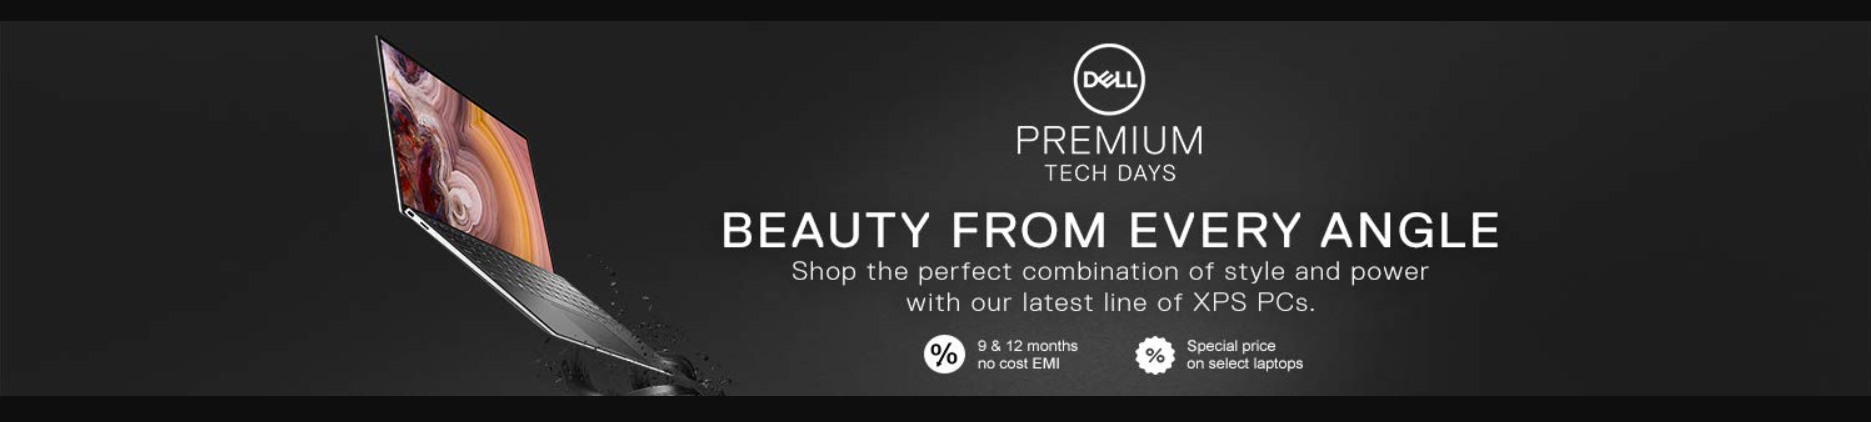 DELL
PREMIUM
TECH DAYS
BEAUTY FROM EVERY ANGLE
Shop the perfect combination of style and power
with our latest line of XPS PCs.
% 9 & 12 months
no cost EMI
% Special price
on select laptops